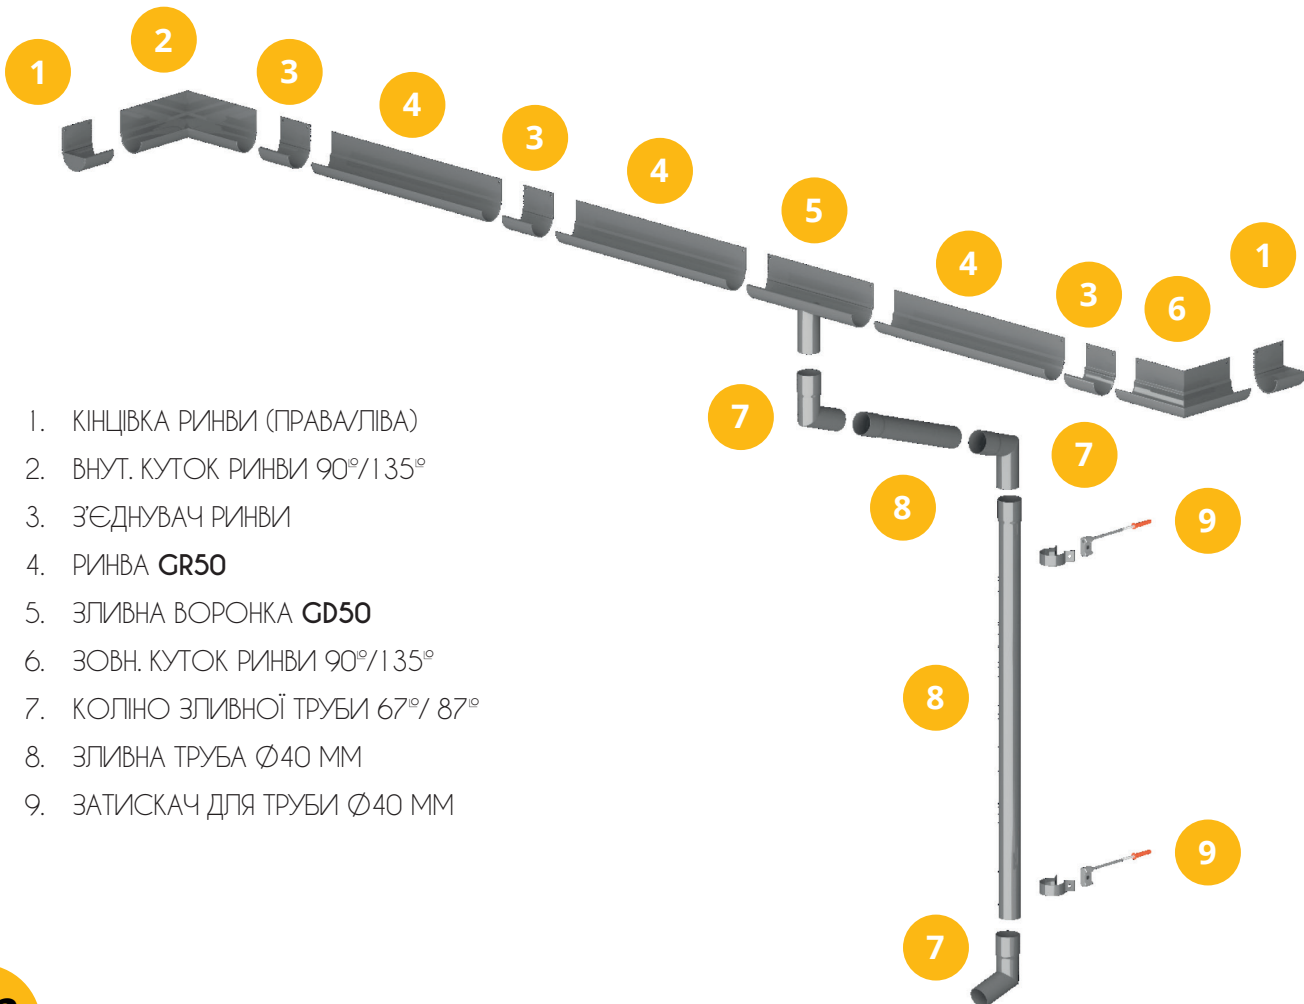 2
1
3
4
3
4
5
4
1
3
6
7
7
8
9
8
9
7
1. КІНЦІВКА РИНВИ (ПРАВА/ЛІВА)
2. ВНУТ. КУТОК РИНВИ 90º/135º
3. З'ЄДНУВАЧ РИНВИ
4. РИНВА GR50
5. ЗЛИВНА ВОРОНКА GD50
6. ЗОВН. КУТОК РИНВИ 90º/135º
7. КОЛІНО ЗЛИВНОЇ ТРУБИ 67º/ 87º
8. ЗЛИВНА ТРУБА Ø40 ММ
9. ЗАТИСКАЧ ДЛЯ ТРУБИ Ø40 ММ